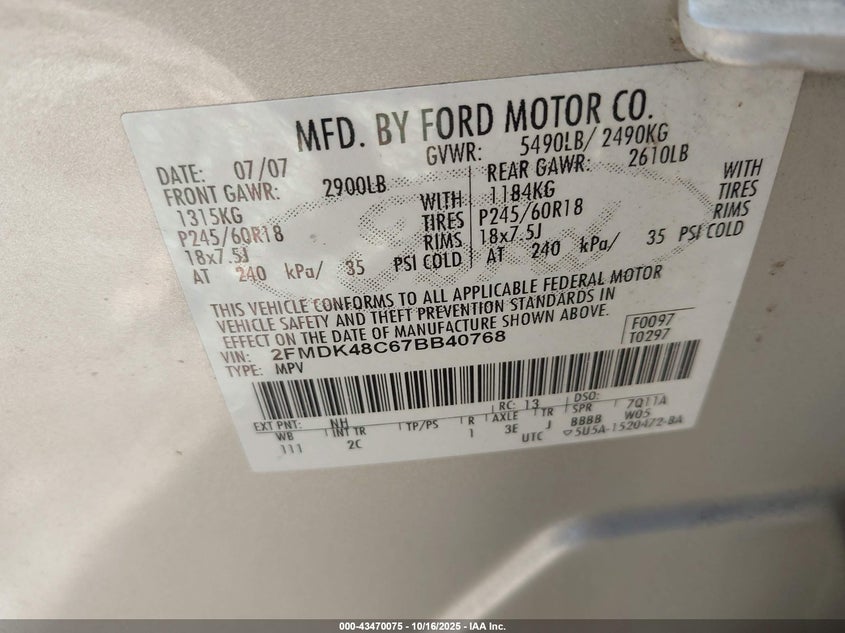 MFD. BY FORD MOTOR CO.
DATE: 07/07 GVWR: 5490LB/ 2490KG
FRONT GAWR: 2900LB REAR GAWR: 2610LB
1315KG WITH 1184KG WITH
P245/60R18 TIRES P245/60R18 TIRES
18x7.5J RIMS 18x7.5J RIMS
AT 240 kPa/ 35 PSI COLD AT 240 kPa/ 35 PSI COLD
THIS VEHICLE CONFORMS TO ALL APPLICABLE FEDERAL MOTOR
VEHICLE SAFETY AND THEFT PREVENTION STANDARDS IN
EFFECT ON THE DATE OF MANUFACTURE SHOWN ABOVE.
VIN: 2FMDK48C67BB40768 F0097
TYPE: MPV T0297
EXT PNT: NH RC: 13 DSO: 7Q11A
WB INT TR TP/PS R AXLE TR SPR W05
111 2C 1 3E J 8888
UTC 5U5A-1520472-BA
000-43470075 | 10/16/2025 | IAA Inc.